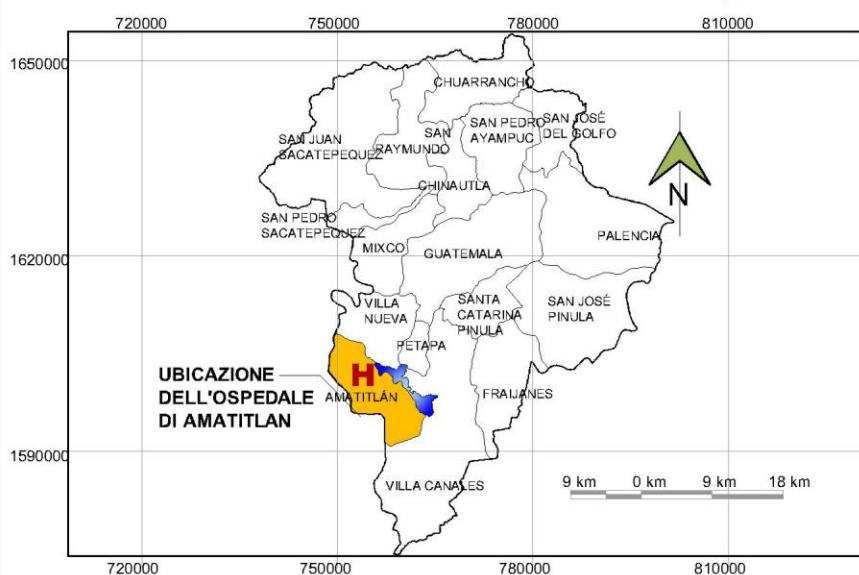 720000
750000
780000
810000
1650000
CHUARRANCHO
SAN PEDRO
AYAMPUC
SAN JOSÉ
DEL GOLFO
SAN JUAN
SACATEPEQUEZ
SAN
RAYMUNDO
CHINAUTLA
N
SAN PEDRO
SACATEPEQUEZ
MIXCO
GUATEMALA
PALENCIA
1620000
VILLA
NUEVA
SANTA
CATARINA
PINULA
SAN JOSÉ
PINULA
PETAPA
UBICAZIONE
DELL'OSPEDALE
DI AMATITLAN
H
AMATITLÁN
FRAIJANES
1590000
VILLA CANALES
9 km 0 km 9 km 18 km
720000
750000
780000
810000